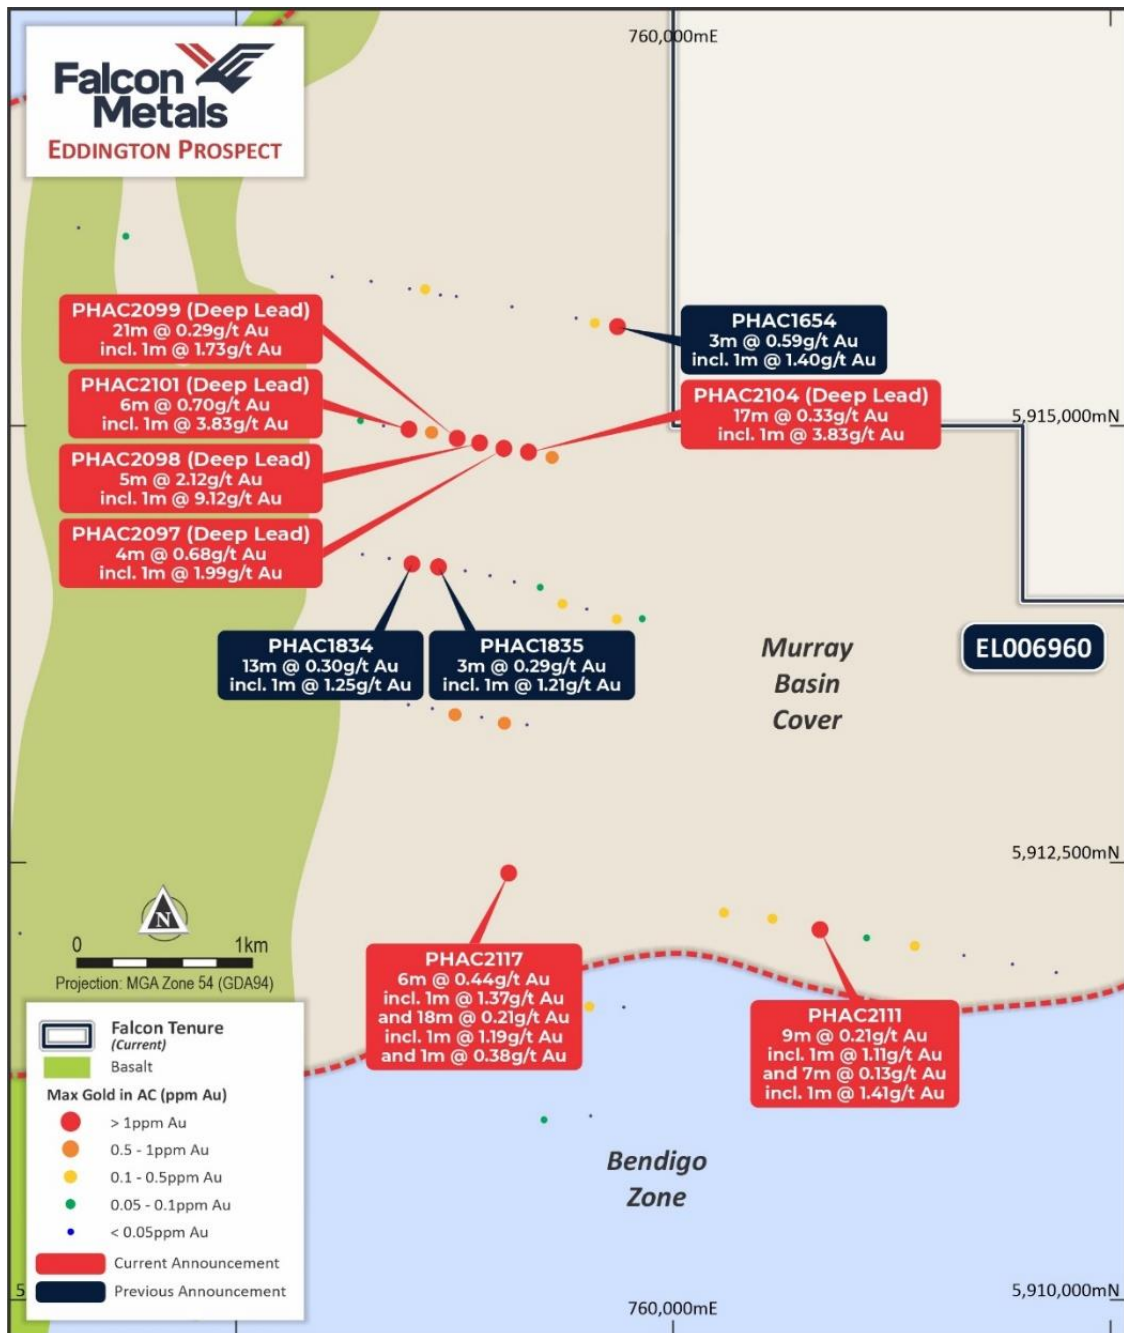 760,000mE
Falcon
Metals
EDDINGTON PROSPECT
PHAC2099 (Deep Lead)
21m @ 0.29g/t Au
incl. 1m @ 1.73g/t Au
PHAC1654
3m @ 0.59g/t Au
incl. 1m @ 1.40g/t Au
PHAC2101 (Deep Lead)
6m @ 0.70g/t Au
incl. 1m @ 3.83g/t Au
PHAC2104 (Deep Lead)
17m @ 0.33g/t Au
incl. 1m @ 3.83g/t Au
5,915,000mN
PHAC2098 (Deep Lead)
5m @ 2.12g/t Au
incl. 1m @ 9.12g/t Au
PHAC2097 (Deep Lead)
4m @ 0.68g/t Au
incl. 1m @ 1.99g/t Au
PHAC1834
13m @ 0.30g/t Au
incl. 1m @ 1.25g/t Au
PHAC1835
3m @ 0.29g/t Au
incl. 1m @ 1.21g/t Au
Murray
Basin
Cover
EL006960
5,912,500mN
N
0 1km
Projection: MGA Zone 54 (GDA94)
PHAC2117
6m @ 0.44g/t Au
incl. 1m @ 1.37g/t Au
and 18m @ 0.21g/t Au
incl. 1m @ 1.19g/t Au
and 1m @ 0.38g/t Au
PHAC2111
9m @ 0.21g/t Au
incl. 1m @ 1.11g/t Au
and 7m @ 0.13g/t Au
incl. 1m @ 1.41g/t Au
Falcon Tenure
(Current)
Basalt
Max Gold in AC (ppm Au)
> 1ppm Au
0.5 - 1ppm Au
0.1 - 0.5ppm Au
0.05 - 0.1ppm Au
< 0.05ppm Au
Current Announcement
Previous Announcement
Bendigo
Zone
5
5,910,000mN
760,000mE